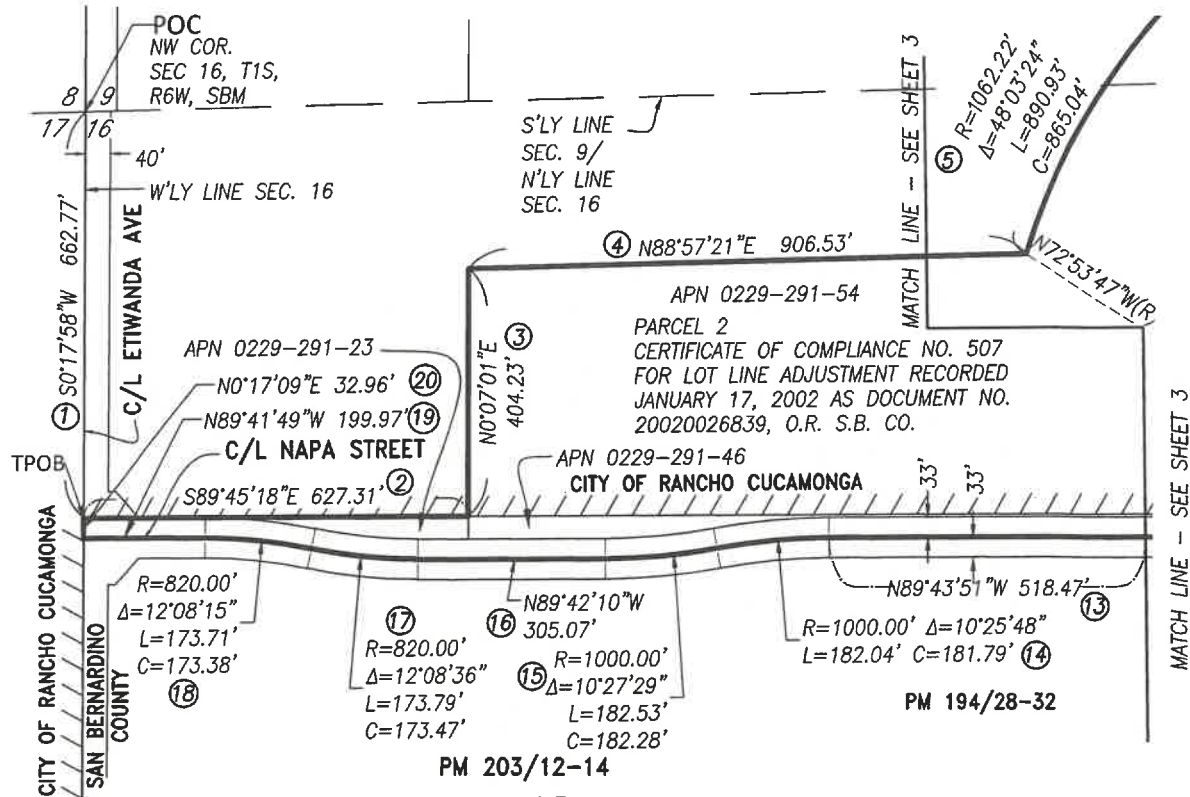 POC
NW COR.
SEC 16, T1S,
R6W, SBM
8 9
17 16
40'
W'LY LINE SEC. 16
S'LY LINE
SEC. 9/
N'LY LINE
SEC. 16
MATCH LINE - SEE SHEET 3
⑤ R=1062.22'
Δ=48°03'24"
L=890.93'
C=865.04'
① S0°17'58"W 662.77'
C/L ETIWANDA AVE
④ N88°57'21"E 906.53'
N72°53'47"W(R
APN 0229-291-54
PARCEL 2
CERTIFICATE OF COMPLIANCE NO. 507
FOR LOT LINE ADJUSTMENT RECORDED
JANUARY 17, 2002 AS DOCUMENT NO.
20020026839, O.R. S.B. CO.
N0°07'01"E ③
404.23'
APN 0229-291-23
N0°17'09"E 32.96' ⑳
N89°41'49"W 199.97' ⑲
C/L NAPA STREET
S89°45'18"E 627.31' ②
TPOB
APN 0229-291-46
CITY OF RANCHO CUCAMONGA
33'
33'
MATCH LINE - SEE SHEET 3
CITY OF RANCHO CUCAMONGA
SAN BERNARDINO
COUNTY
R=820.00'
Δ=12°08'15"
L=173.71'
C=173.38'
⑱
⑰
R=820.00'
Δ=12°08'36"
L=173.79'
C=173.47'
N89°42'10"W
⑯ 305.07'
R=1000.00'
⑮ Δ=10°27'29"
L=182.53'
C=182.28'
N89°43'51"W 518.47' ⑬
R=1000.00' Δ=10°25'48"
L=182.04' C=181.79' ⑭
PM 194/28-32
PM 203/12-14